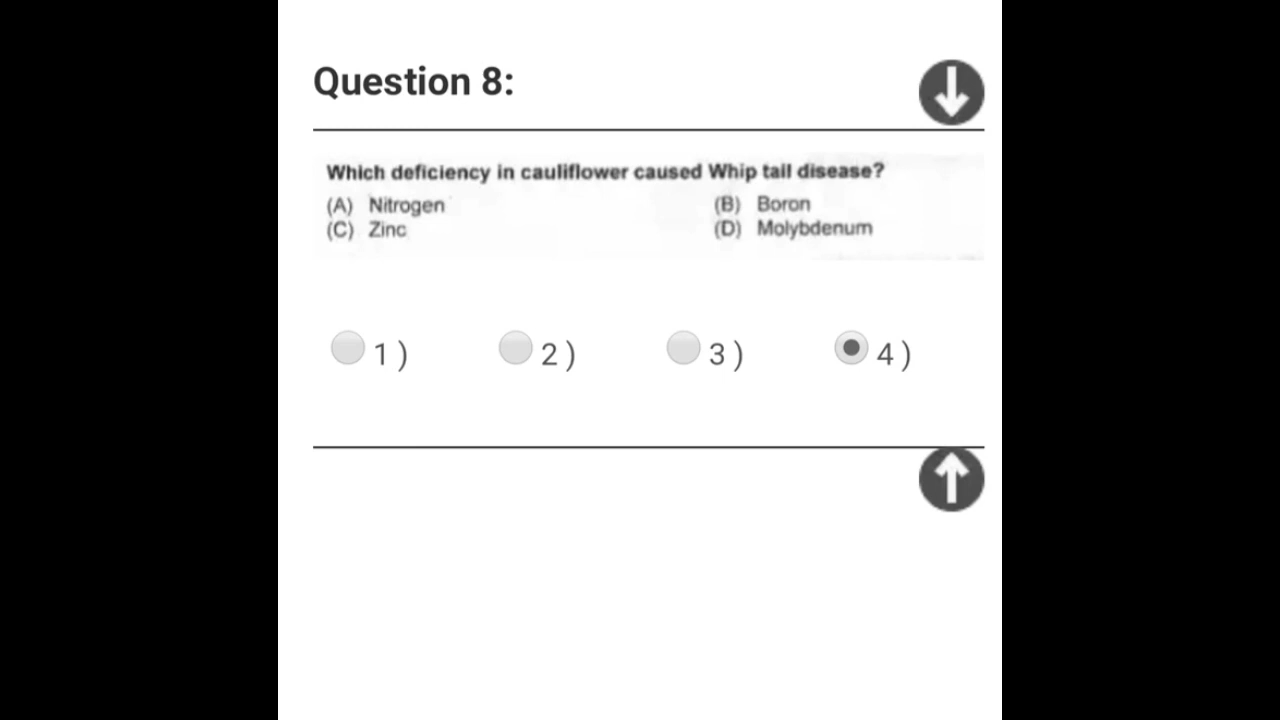 Question 8:
Which deficiency in cauliflower caused Whip tail disease?
(A) Nitrogen (B) Boron
(C) Zinc (D) Molybdenum
1 ) 2 ) 3 ) 4 )